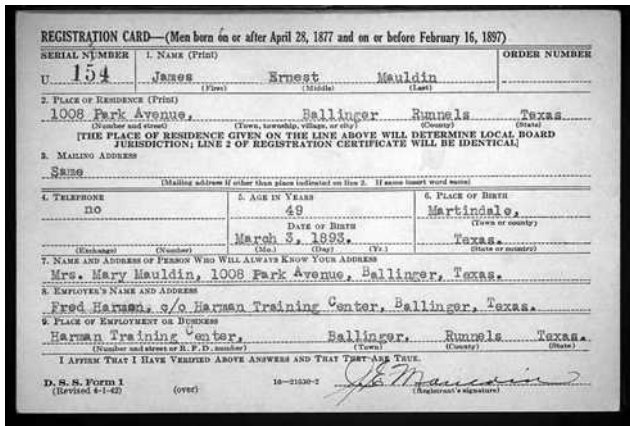 REGISTRATION CARD—(Men born on or after April 28, 1877 and on or before February 16, 1897)
SERIAL NUMBER 1. NAME (Print) ORDER NUMBER
U 154 James Ernest Mauldin
(First) (Middle) (Last)
2. PLACE OF RESIDENCE (Print)
1008 Park Avenue, Ballinger Runnels Texas
(Number and street) (Town, township, village, or city) (County) (State)
[THE PLACE OF RESIDENCE GIVEN ON THE LINE ABOVE WILL DETERMINE LOCAL BOARD
JURISDICTION; LINE 2 OF REGISTRATION CERTIFICATE WILL BE IDENTICAL]
3. MAILING ADDRESS
Same
[Mailing address if other than place indicated on line 2. If same insert word same]
4. TELEPHONE 5. AGE IN YEARS 6. PLACE OF BIRTH
no 49 Martindale,
DATE OF BIRTH (Town or county)
March 3, 1893. Texas.
(Exchange) (Number) (Mo.) (Day) (Yr.) (State or country)
7. NAME AND ADDRESS OF PERSON WHO WILL ALWAYS KNOW YOUR ADDRESS
Mrs. Mary Mauldin, 1008 Park Avenue, Ballinger, Texas.
8. EMPLOYER'S NAME AND ADDRESS
Fred Harman, c/o Harman Training Center, Ballinger, Texas.
9. PLACE OF EMPLOYMENT OR BUSINESS
Harman Training Center, Ballinger, Runnels Texas.
(Number and street or R. F. D. number) (Town) (County) (State)
I AFFIRM THAT I HAVE VERIFIED ABOVE ANSWERS AND THAT THEY ARE TRUE.
D. S. S. Form 1
(Revised 4-1-42) (over) 16—21630-2 J. E. Mauldin
(Registrant's signature)